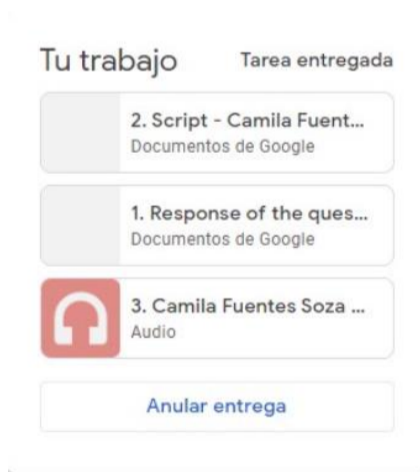 Tu trabajo Tarea entregada
2. Script - Camila Fuent...
Documentos de Google
1. Response of the ques...
Documentos de Google
3. Camila Fuentes Soza ...
Audio
Anular entrega